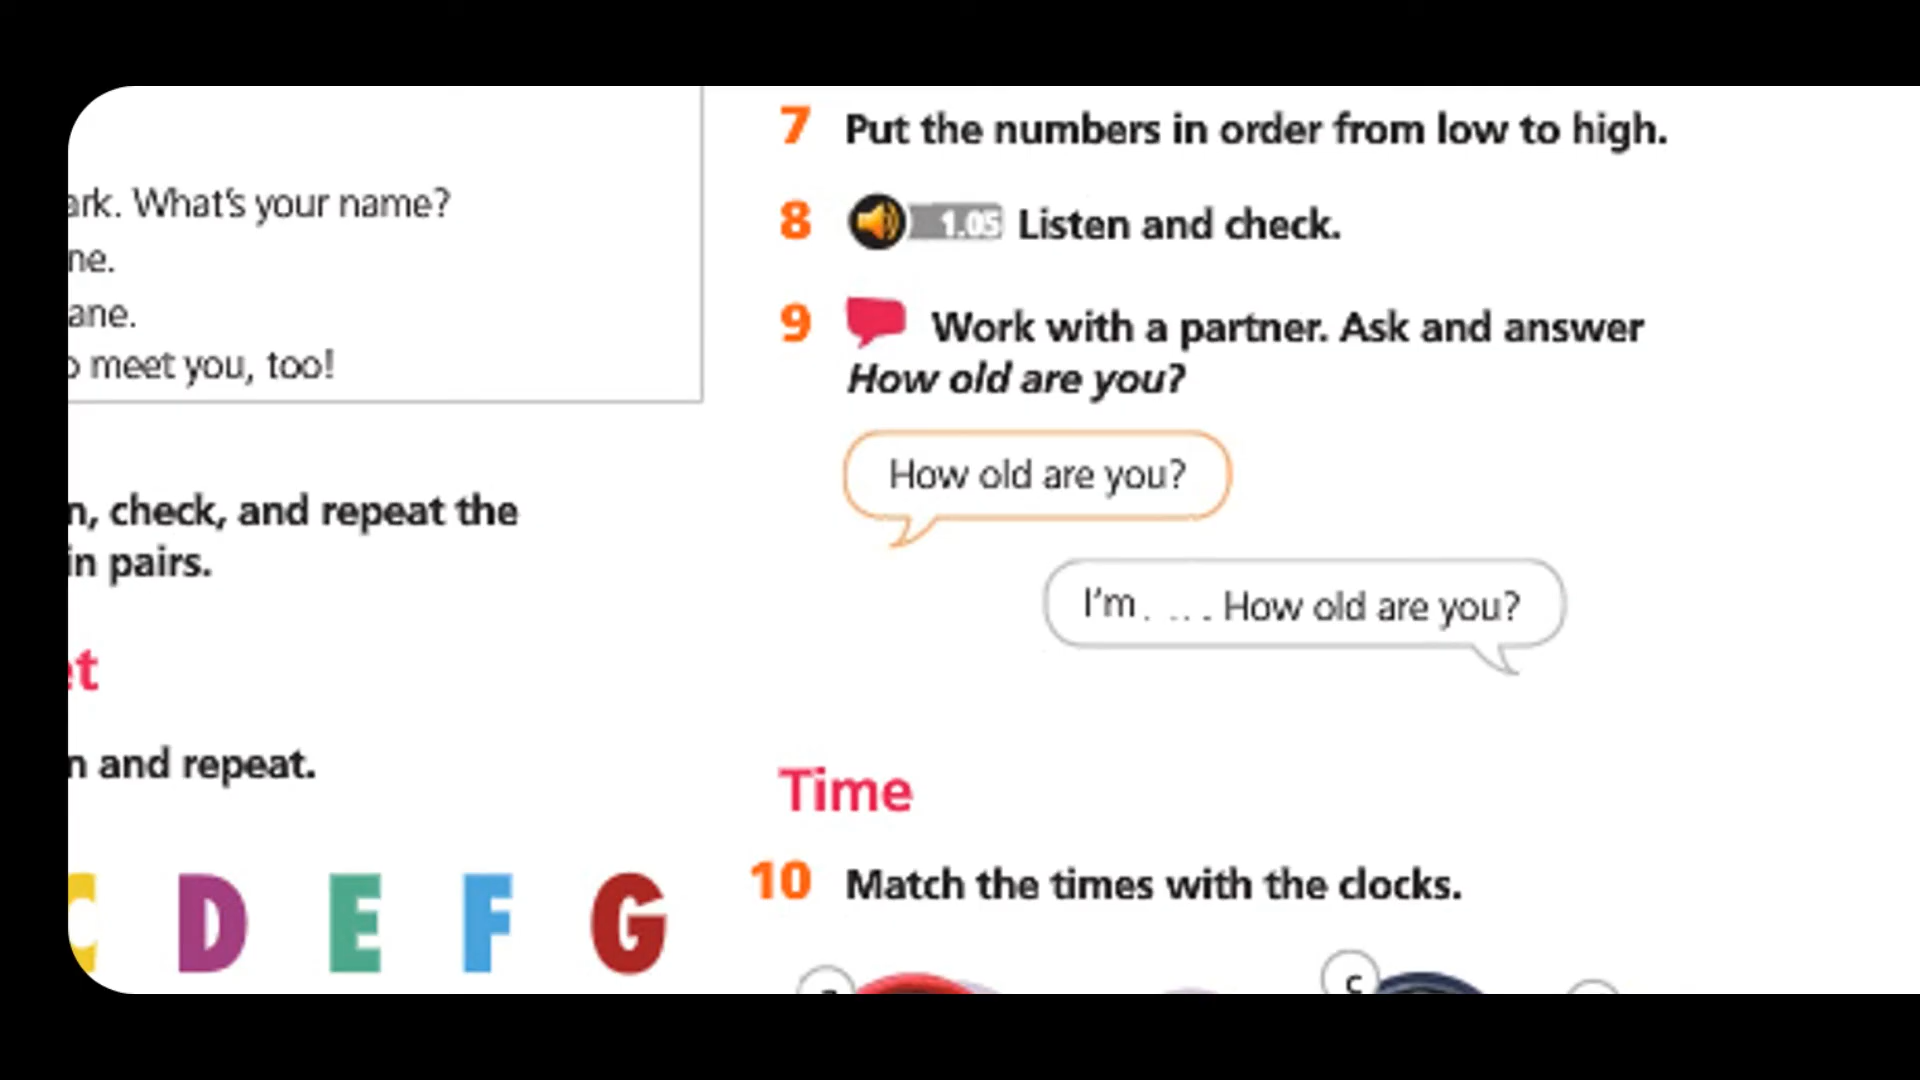 ark. What's your name?
ne.
ane.
o meet you, too!
n, check, and repeat the
in pairs.
et
n and repeat.
C D E F G
7 Put the numbers in order from low to high.
8 1.05 Listen and check.
9 Work with a partner. Ask and answer
How old are you?
How old are you?
I'm . ... How old are you?
Time
10 Match the times with the clocks.
c